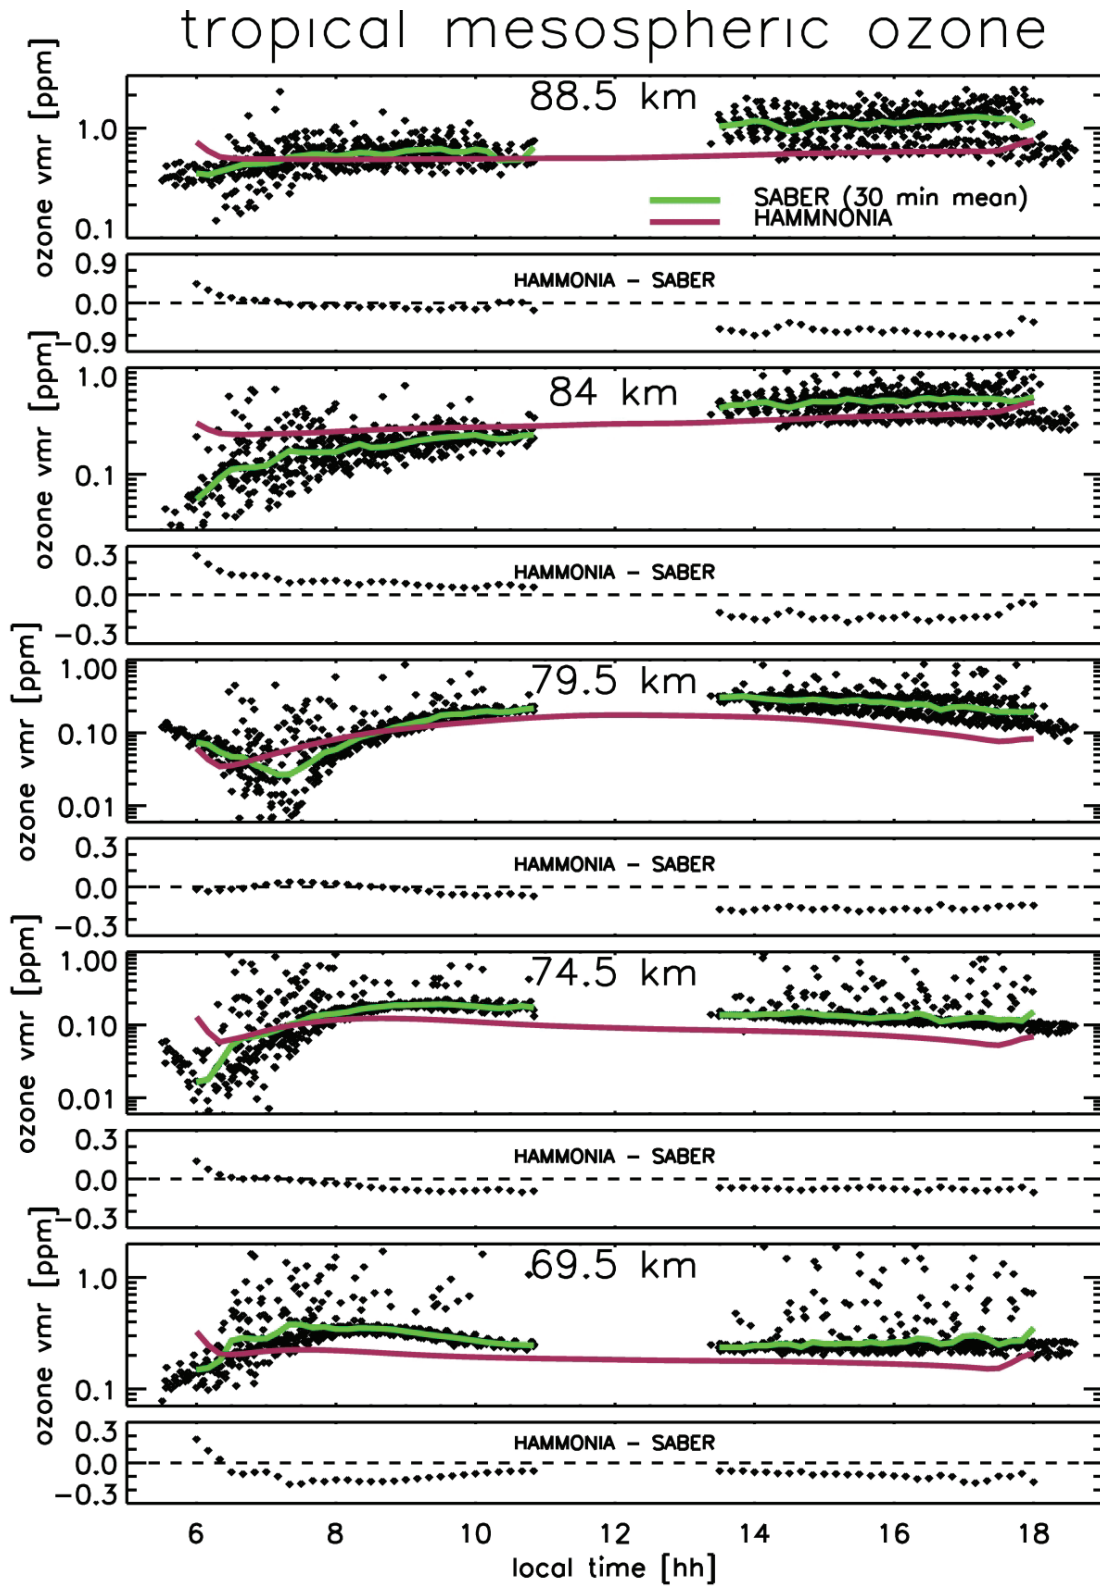 tropical mesospheric ozone
ozone vmr [ppm]
88.5 km
1.0
0.1
SABER (30 min mean)
HAMMNONIA
0.9
0.0
-0.9
HAMMONIA - SABER
ozone vmr [ppm]
84 km
1.0
0.1
0.3
0.0
-0.3
HAMMONIA - SABER
ozone vmr [ppm]
79.5 km
1.00
0.10
0.01
0.3
0.0
-0.3
HAMMONIA - SABER
ozone vmr [ppm]
74.5 km
1.00
0.10
0.01
0.3
0.0
-0.3
HAMMONIA - SABER
ozone vmr [ppm]
69.5 km
1.0
0.1
0.3
0.0
-0.3
HAMMONIA - SABER
6 8 10 12 14 16 18
local time [hh]